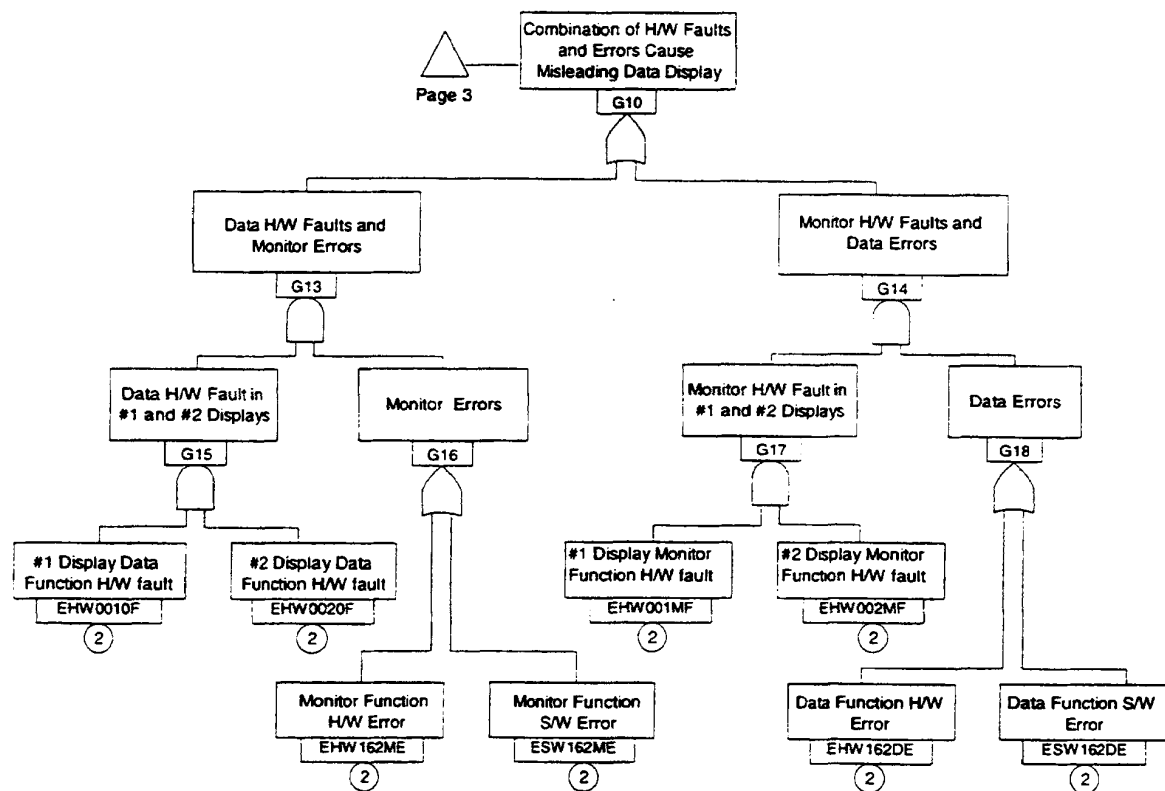 Combination of H/W Faults
and Errors Cause
Misleading Data Display
Page 3
G10
Data H/W Faults and
Monitor Errors
G13
Monitor H/W Faults and
Data Errors
G14
Data H/W Fault in
#1 and #2 Displays
G15
Monitor Errors
G16
Monitor H/W Fault in
#1 and #2 Displays
G17
Data Errors
G18
#1 Display Data
Function H/W fault
EHW0010F
2
#2 Display Data
Function H/W fault
EHW0020F
2
#1 Display Monitor
Function H/W fault
EHW001MF
2
#2 Display Monitor
Function H/W fault
EHW002MF
2
Monitor Function
H/W Error
EHW162ME
2
Monitor Function
S/W Error
ESW162ME
2
Data Function H/W
Error
EHW162DE
2
Data Function S/W
Error
ESW162DE
2